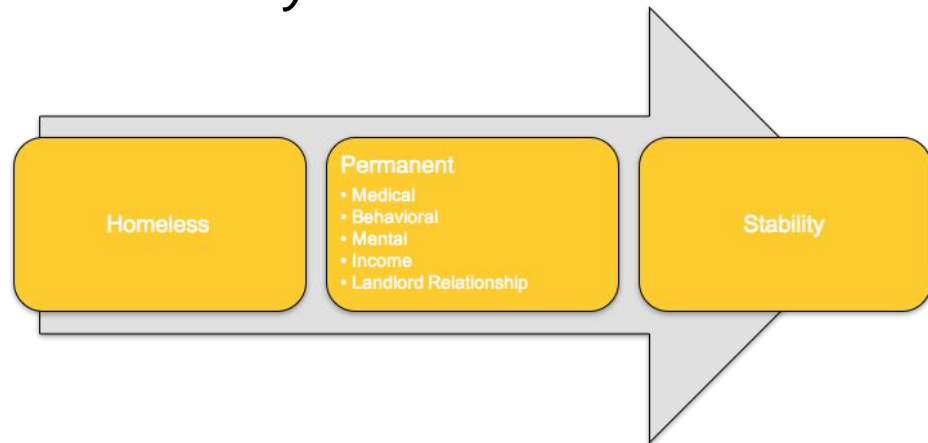 Homeless
Permanent
• Medical
• Behavioral
• Mental
• Income
• Landlord Relationship
Stability